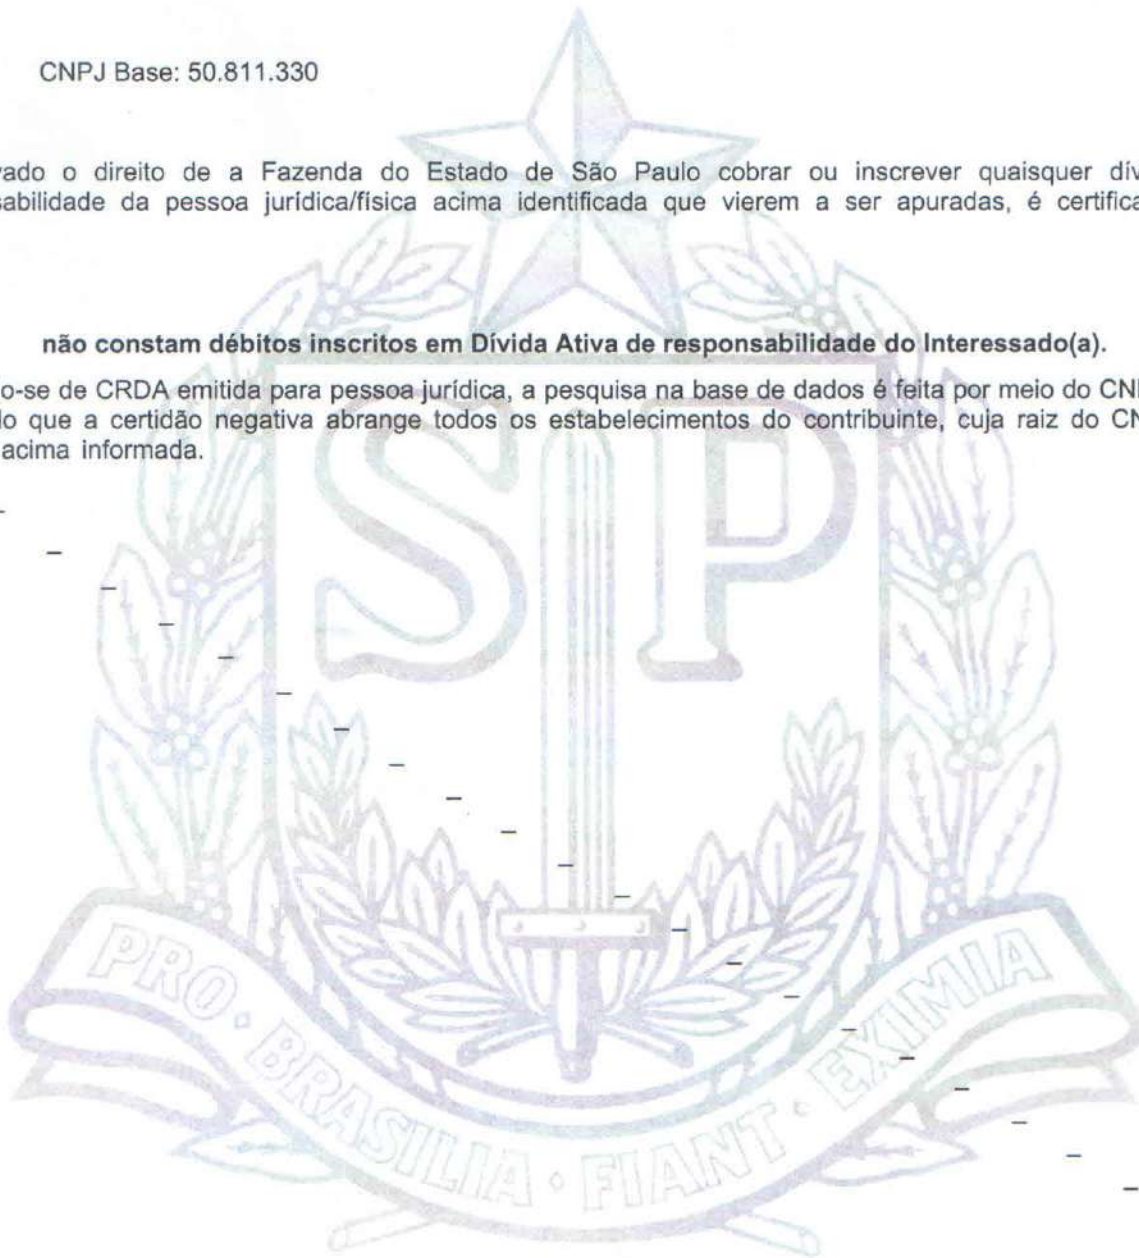 CNPJ Base: 50.811.330
vado o direito de a Fazenda do Estado de São Paulo cobrar ou inscrever quaisquer dív
sabilidade da pessoa jurídica/física acima identificada que vierem a ser apuradas, é certifica
não constam débitos inscritos em Dívida Ativa de responsabilidade do Interessado(a).
o-se de CRDA emitida para pessoa jurídica, a pesquisa na base de dados é feita por meio do CN
lo que a certidão negativa abrange todos os estabelecimentos do contribuinte, cuja raiz do CN
acima informada.
SP
PRO · BRASILIA · FIANT · EXIMIA